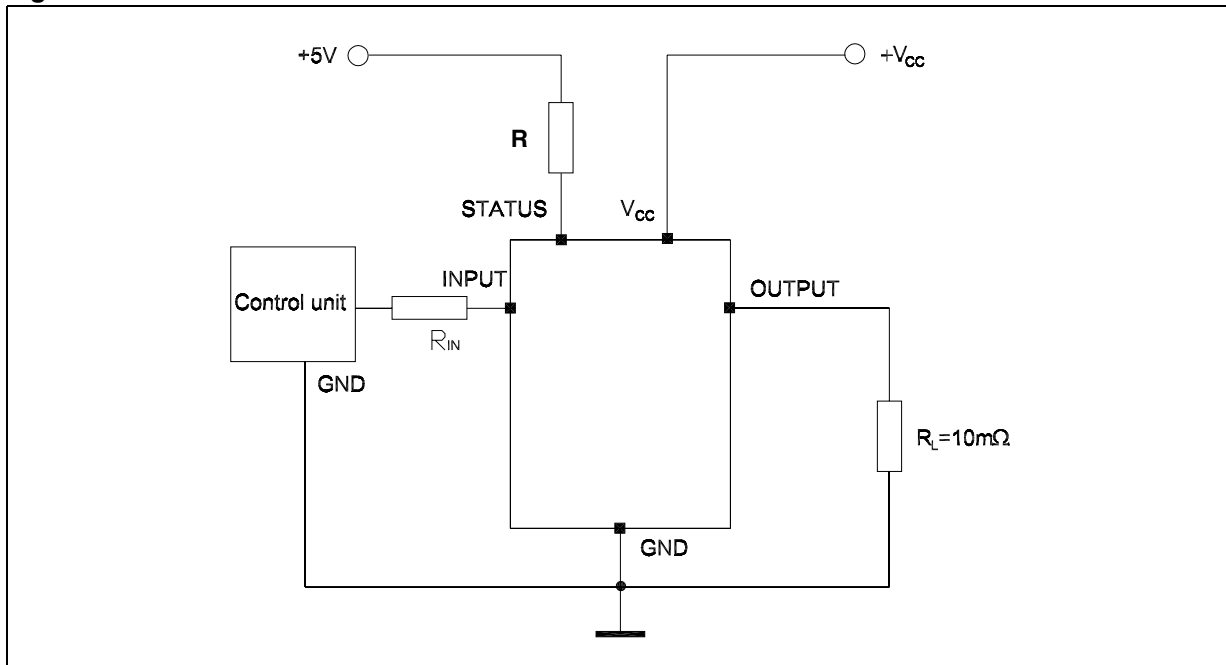 +5V
+Vcc
R
STATUS
Vcc
INPUT
OUTPUT
Control unit
RIN
GND
RL=10mΩ
GND